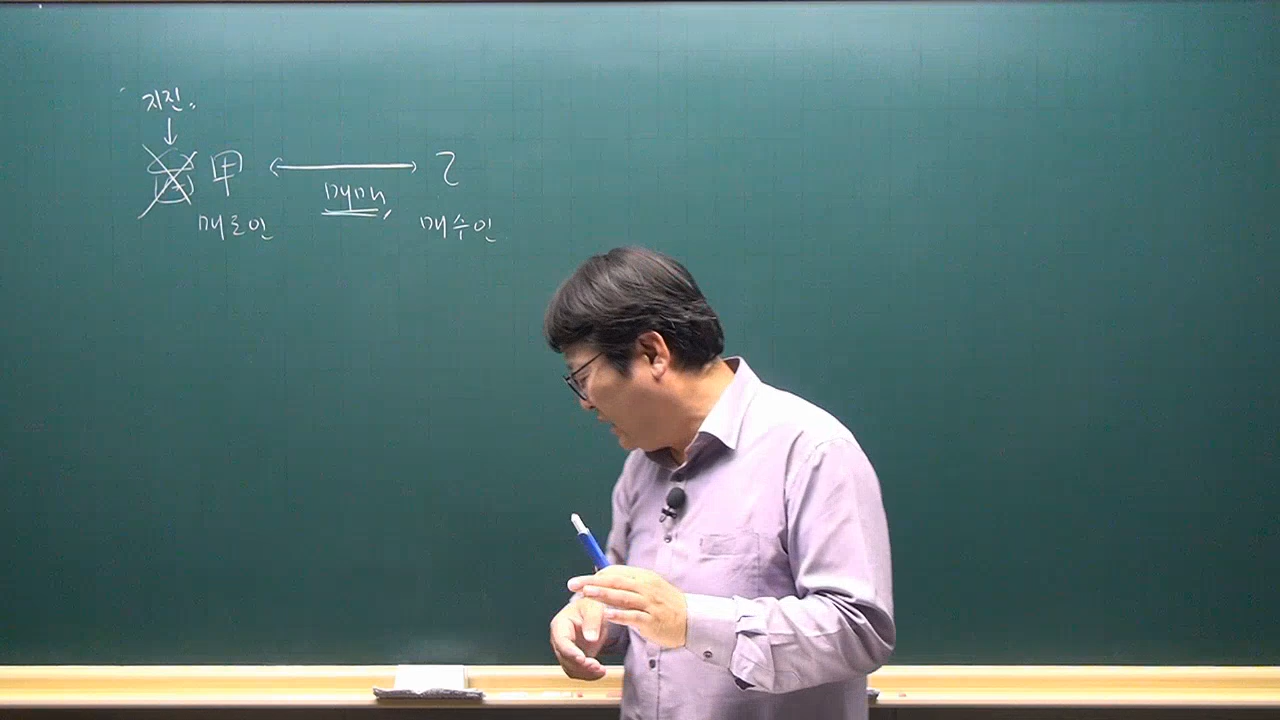 지진.
甲 乙
매매
매도인 매수인